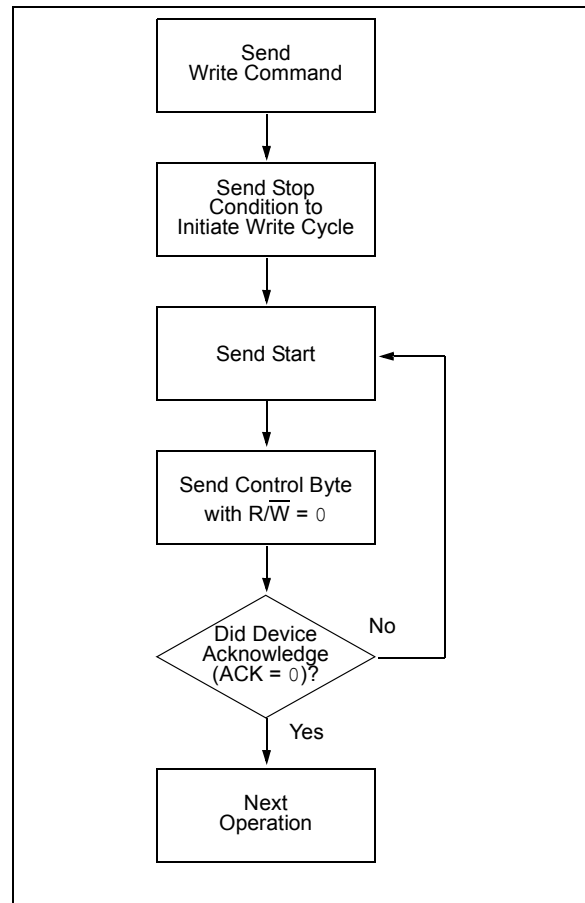 Send
Write Command
Send Stop
Condition to
Initiate Write Cycle
Send Start
Send Control Byte
with R/W̅ = 0
Did Device
Acknowledge
(ACK = 0)?
No
Yes
Next
Operation